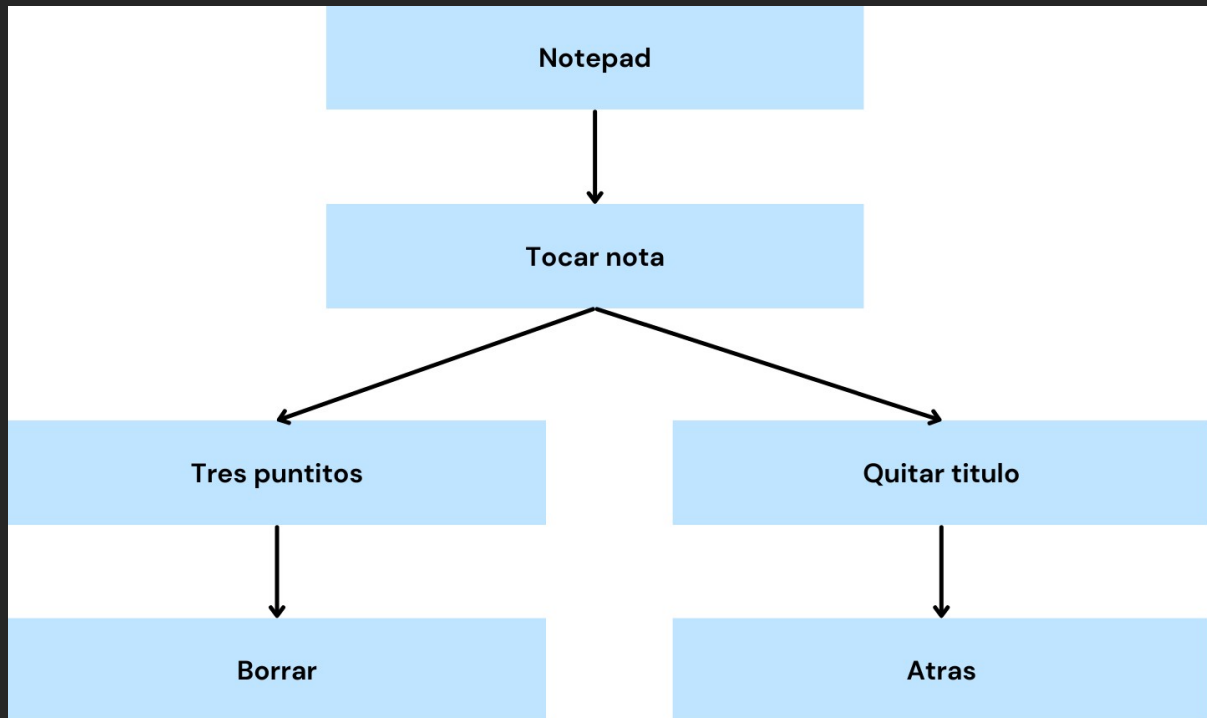 Notepad
Tocar nota
Tres puntitos
Quitar titulo
Borrar
Atras